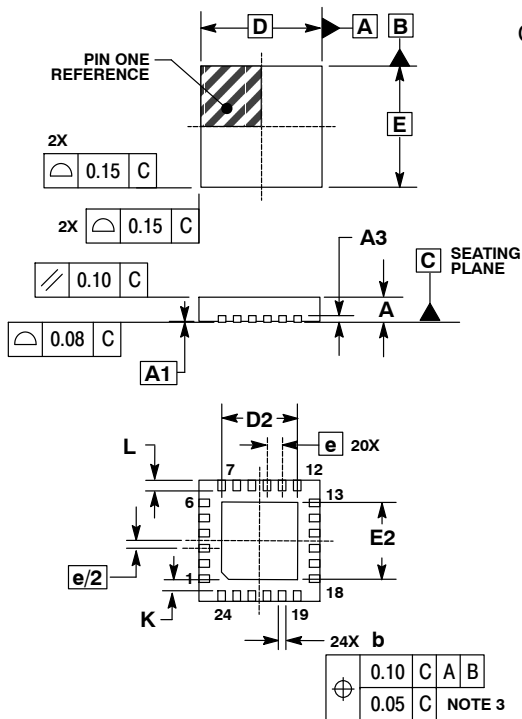 D
A
B
PIN ONE
REFERENCE
E
2X
0.15 C
2X 0.15 C
A3
C SEATING
PLANE
0.10 C
A
0.08 C
A1
D2
e 20X
L
7 12
6 13
E2
e/2
1 18
K
24 19
24X b
0.10 C A B
0.05 C NOTE 3